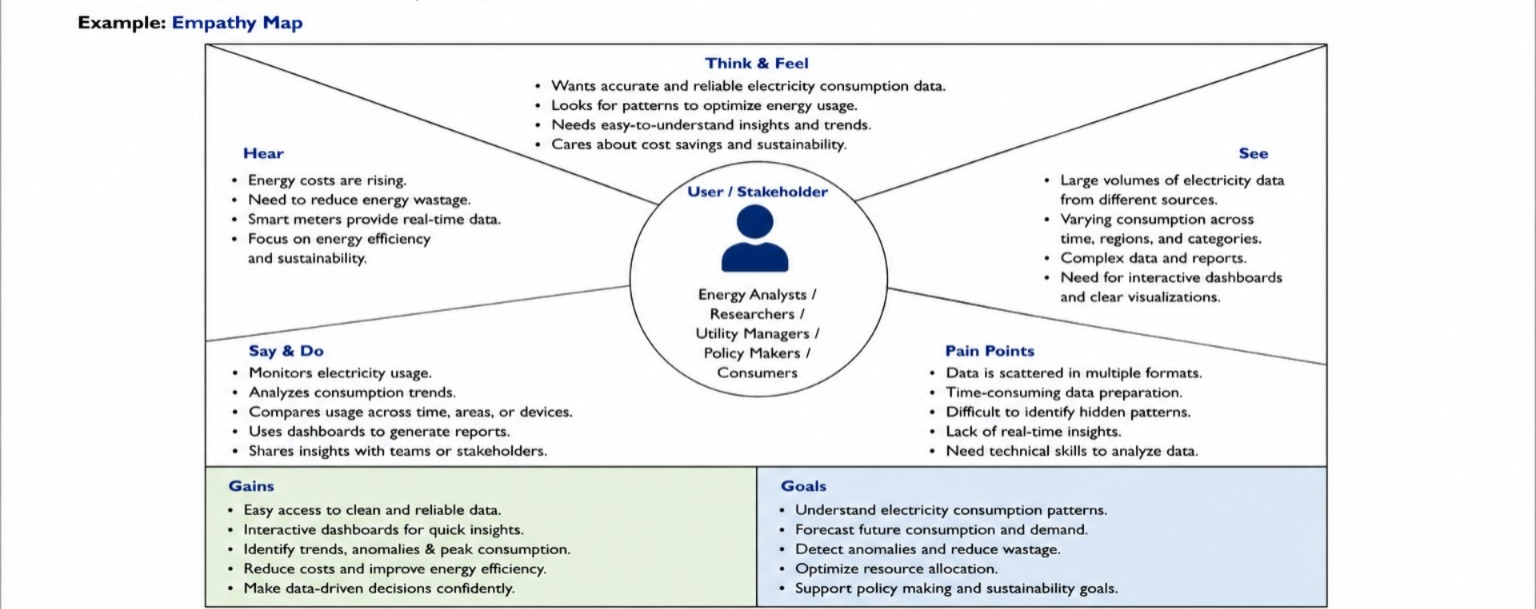 Example: Empathy Map
Think & Feel
• Wants accurate and reliable electricity consumption data.
• Looks for patterns to optimize energy usage.
• Needs easy-to-understand insights and trends.
• Cares about cost savings and sustainability.
Hear
• Energy costs are rising.
• Need to reduce energy wastage.
• Smart meters provide real-time data.
• Focus on energy efficiency
and sustainability.
User / Stakeholder
Energy Analysts /
Researchers /
Utility Managers /
Policy Makers /
Consumers
See
• Large volumes of electricity data
from different sources.
• Varying consumption across
time, regions, and categories.
• Complex data and reports.
• Need for interactive dashboards
and clear visualizations.
Say & Do
• Monitors electricity usage.
• Analyzes consumption trends.
• Compares usage across time, areas, or devices.
• Uses dashboards to generate reports.
• Shares insights with teams or stakeholders.
Pain Points
• Data is scattered in multiple formats.
• Time-consuming data preparation.
• Difficult to identify hidden patterns.
• Lack of real-time insights.
• Need technical skills to analyze data.
Gains
• Easy access to clean and reliable data.
• Interactive dashboards for quick insights.
• Identify trends, anomalies & peak consumption.
• Reduce costs and improve energy efficiency.
• Make data-driven decisions confidently.
Goals
• Understand electricity consumption patterns.
• Forecast future consumption and demand.
• Detect anomalies and reduce wastage.
• Optimize resource allocation.
• Support policy making and sustainability goals.